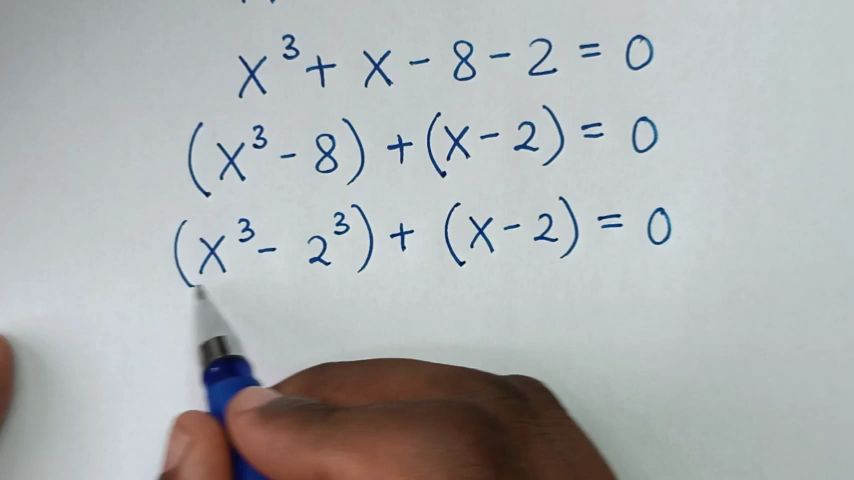 x³ + x - 8 - 2 = 0
(x³ - 8) + (x - 2) = 0
(x³ - 2³) + (x - 2) = 0